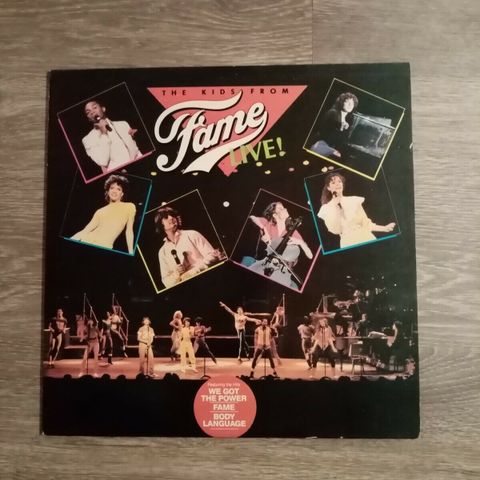 THE KIDS FROM
Fame
LIVE!
Featuring the Hits
WE GOT
THE POWER
FAME
BODY
LANGUAGE